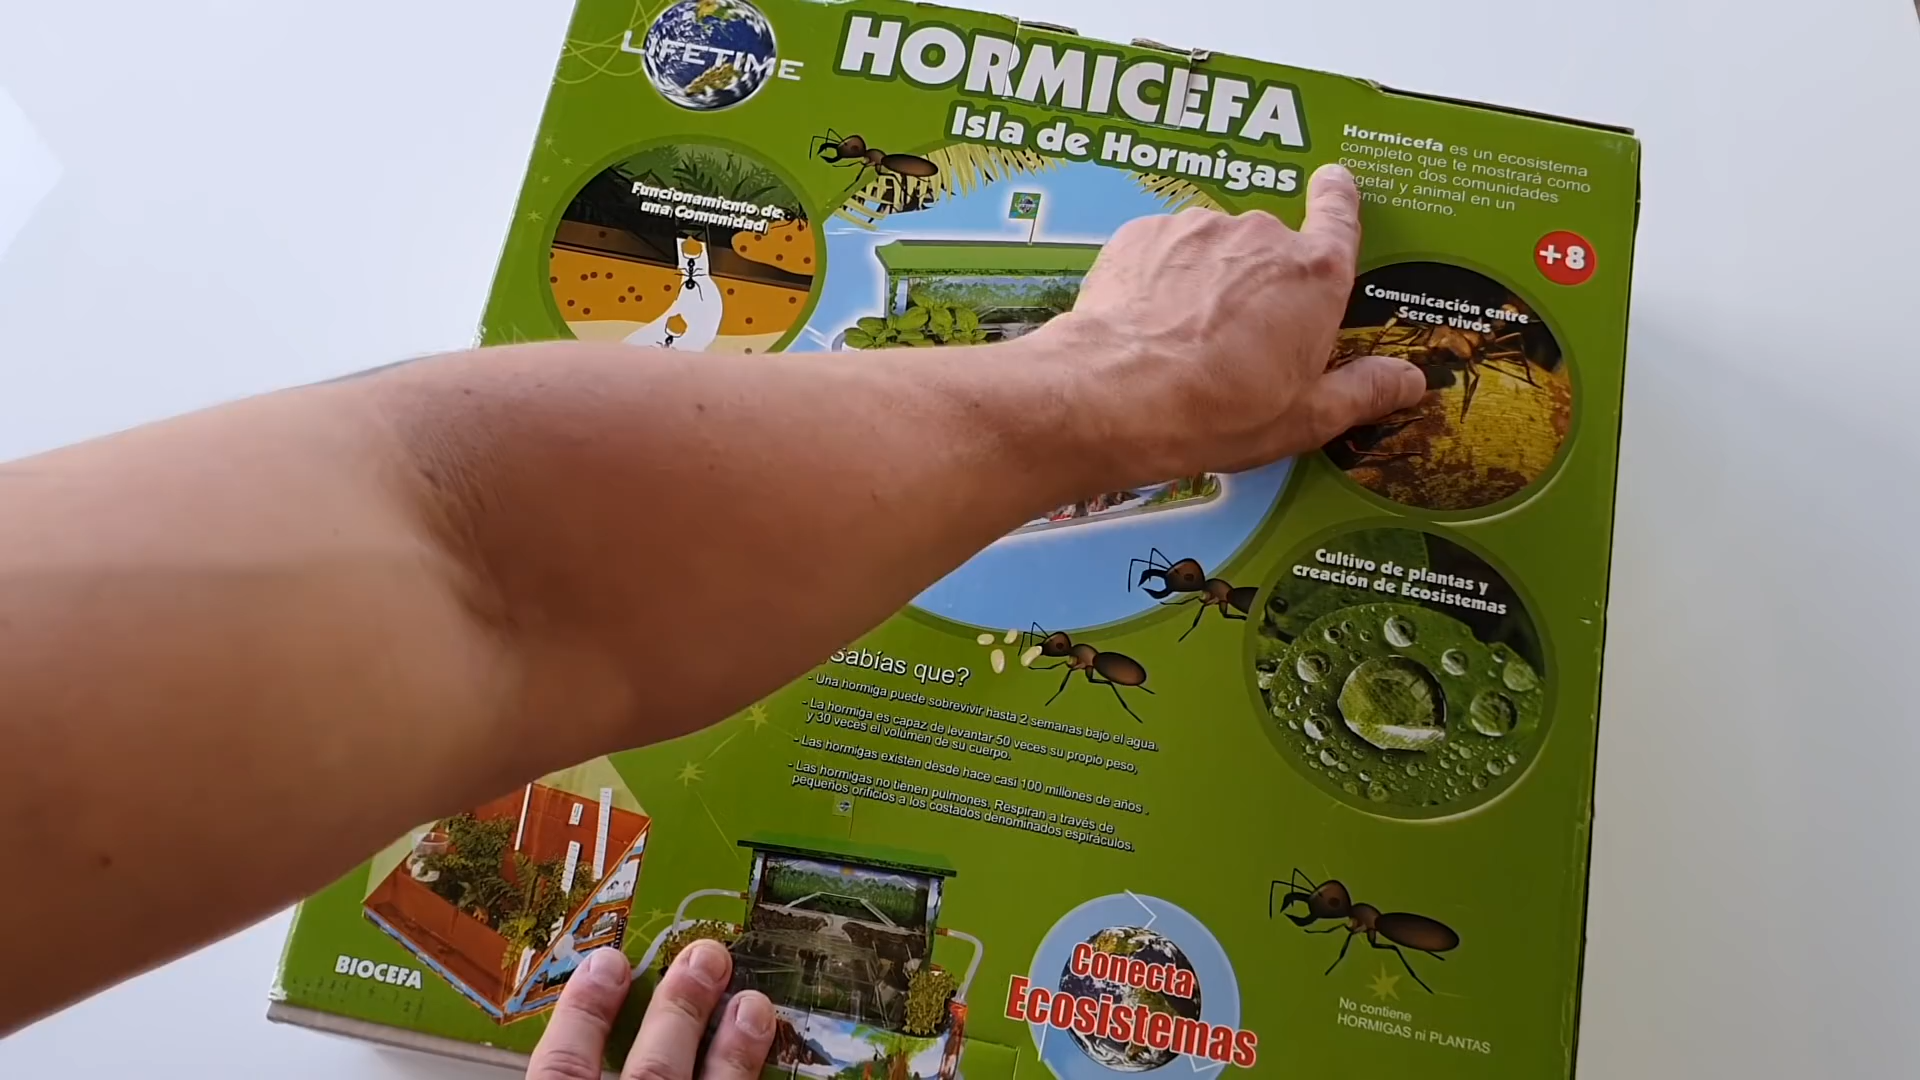 LIFETIME
HORMICEFA
Isla de Hormigas
Hormicefa es un ecosistema
completo que te mostrará como
coexisten dos comunidades
getal y animal en un
smo entorno.
+8
Funcionamiento de
una Comunidad
Comunicación entre
Seres vivos
Cultivo de plantas y
creación de Ecosistemas
Sabías que?
- Una hormiga puede sobrevivir hasta 2 semanas bajo el agua.
- La hormiga es capaz de levantar 50 veces su propio peso,
y 30 veces el volumen de su cuerpo.
- Las hormigas existen desde hace casi 100 millones de años.
- Las hormigas no tienen pulmones. Respiran a través de
pequeños orificios a los costados denominados espiráculos.
BIOCEFA
Conecta
Ecosistemas
No contiene
HORMIGAS ni PLANTAS